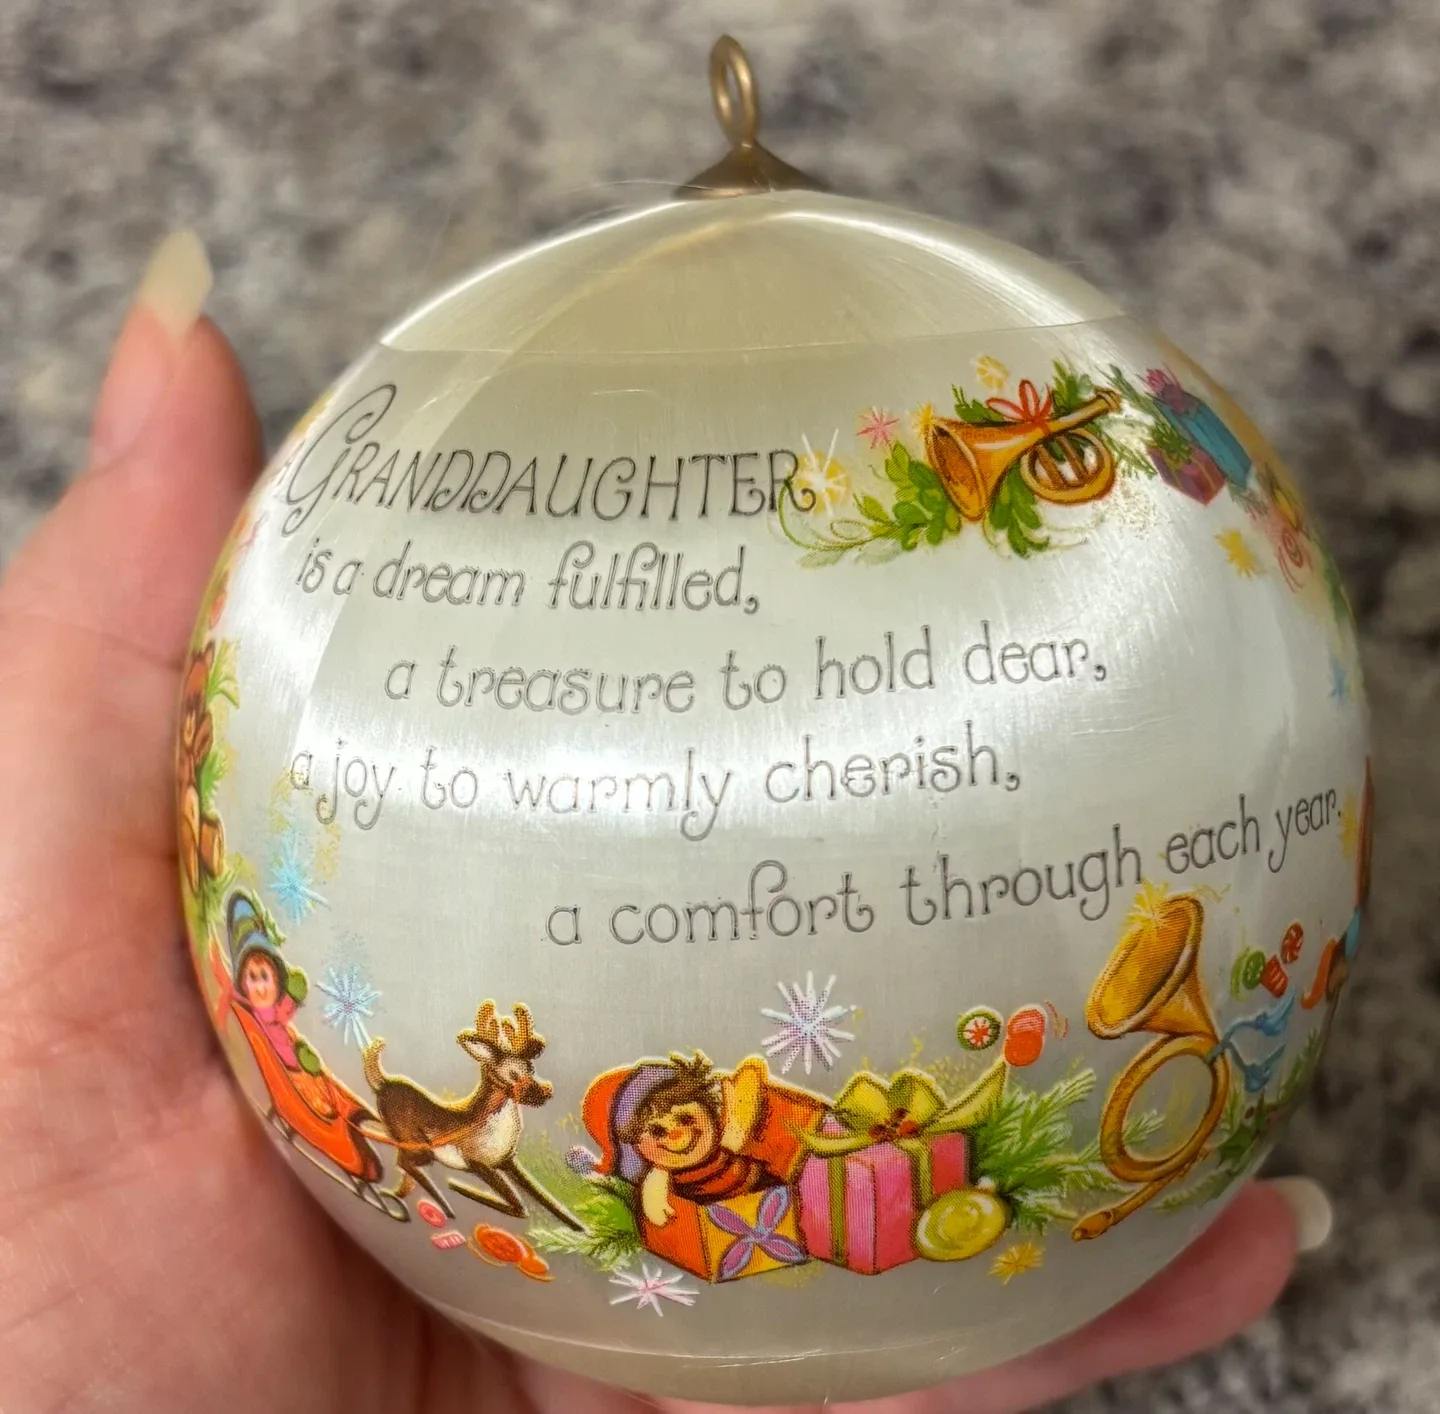 GRANDDAUGHTER
is a dream fulfilled,
a treasure to hold dear,
a joy to warmly cherish,
a comfort through each year.